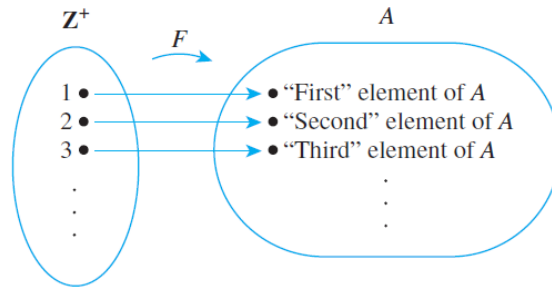 Z⁺
F
A
1 • • “First” element of A
2 • • “Second” element of A
3 • • “Third” element of A
. .
. .
. .